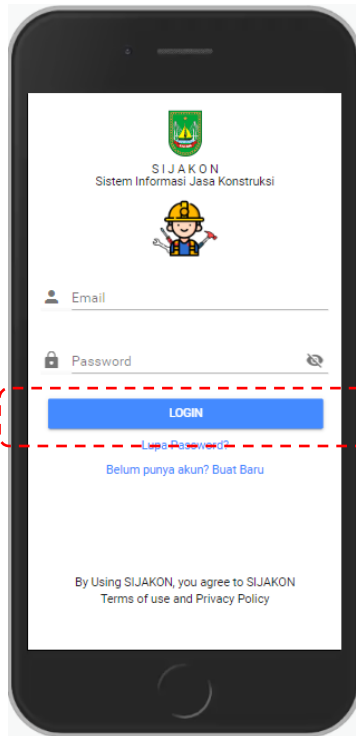 SIJAKON
Sistem Informasi Jasa Konstruksi
Email
Password
LOGIN
Lupa Password?
Belum punya akun? Buat Baru
By Using SIJAKON, you agree to SIJAKON
Terms of use and Privacy Policy